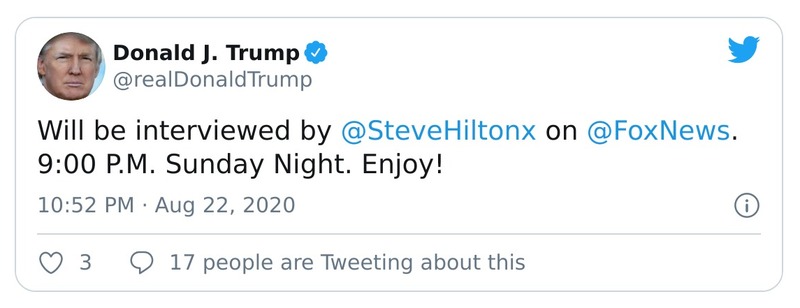 Donald J. Trump
@realDonaldTrump
Will be interviewed by @SteveHiltonx on @FoxNews.
9:00 P.M. Sunday Night. Enjoy!
10:52 PM · Aug 22, 2020
3 17 people are Tweeting about this